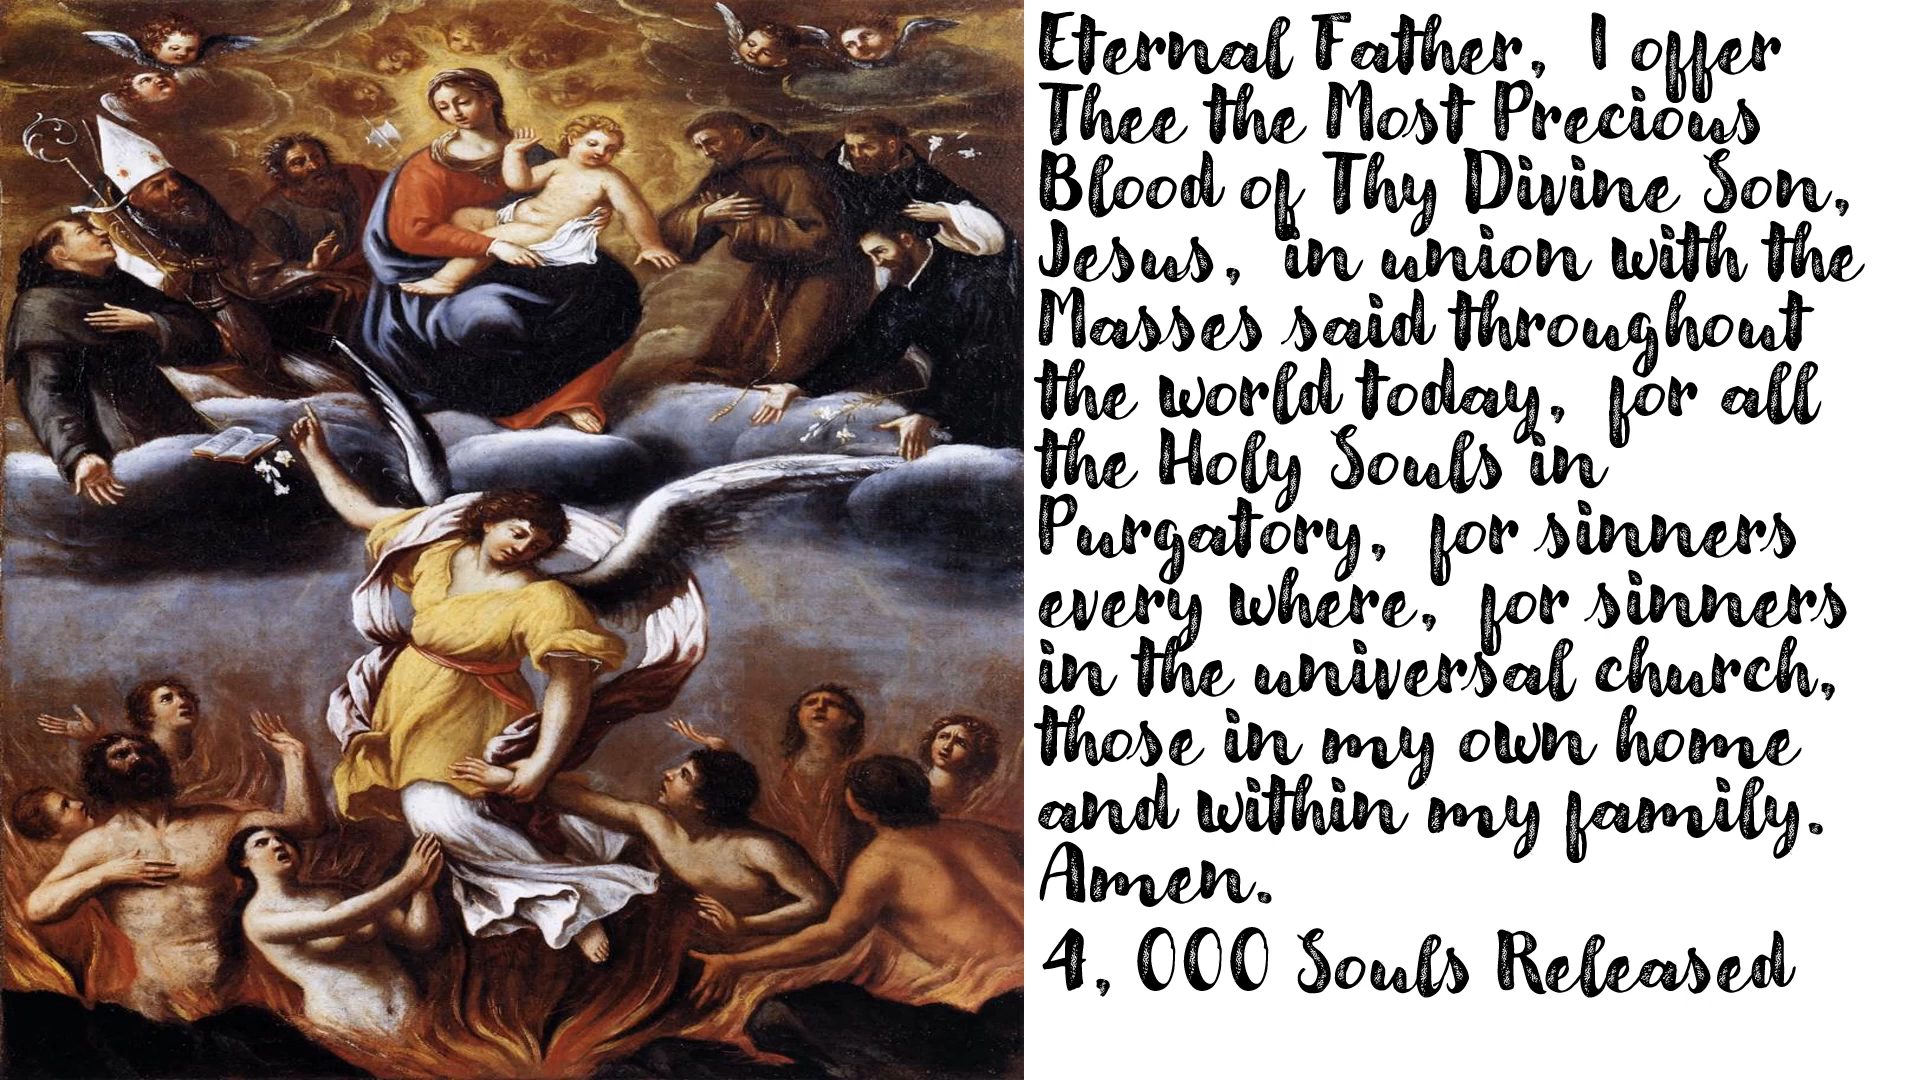 Eternal Father, I offer
Thee the Most Precious
Blood of Thy Divine Son,
Jesus, in union with the
Masses said throughout
the world today, for all
the Holy Souls in
Purgatory, for sinners
every where, for sinners
in the universal church,
those in my own home
and within my family.
Amen.
4, 000 Souls Released